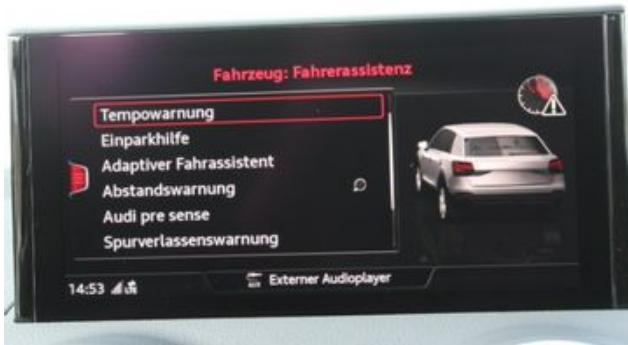 Fahrzeug: Fahrerassistenz
Tempowarnung
Einparkhilfe
Adaptiver Fahrassistent
Abstandswarnung
Audi pre sense
Spurverlassenswarnung
14:53
Externer Audioplayer